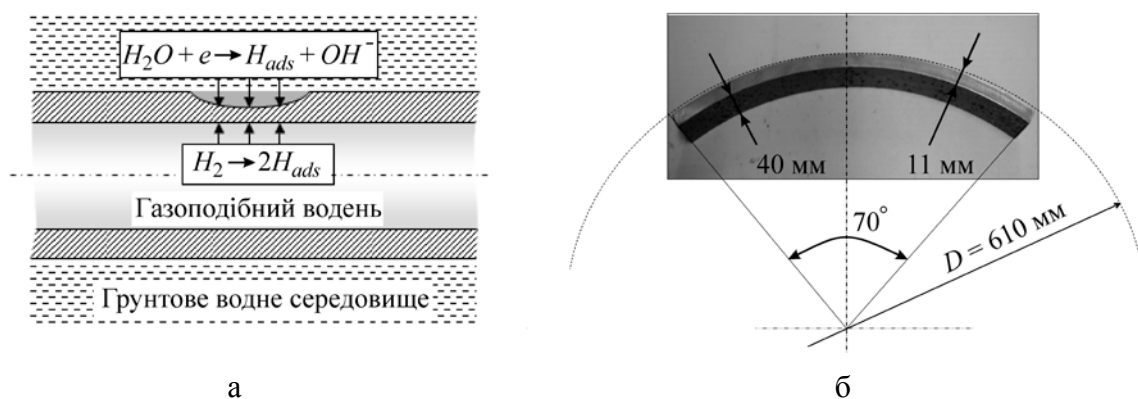 H₂O + e → H_ads + OH⁻
H₂ → 2H_ads
Газоподібний водень
Грунтове водне середовище
а
40 мм
11 мм
70°
D = 610 мм
б